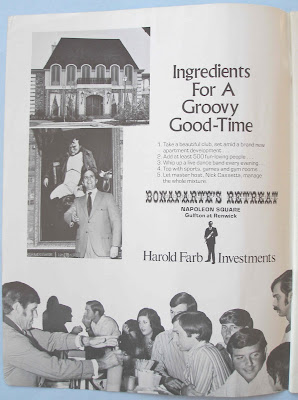 Ingredients
For A
Groovy
Good-Time
1. Take a beautiful club, set amid a brand new
apartment development.
2. Add at least 500 fun-loving people.
3. Whip up a live dance band every evening.
4. Top with sports, games and gym rooms.
5. Let master host, Nick Cassette, manage
the whole mixture.
BONAPARTE'S RETREAT
NAPOLEON SQUARE
Gulfton at Renwick
Harold Farb Investments